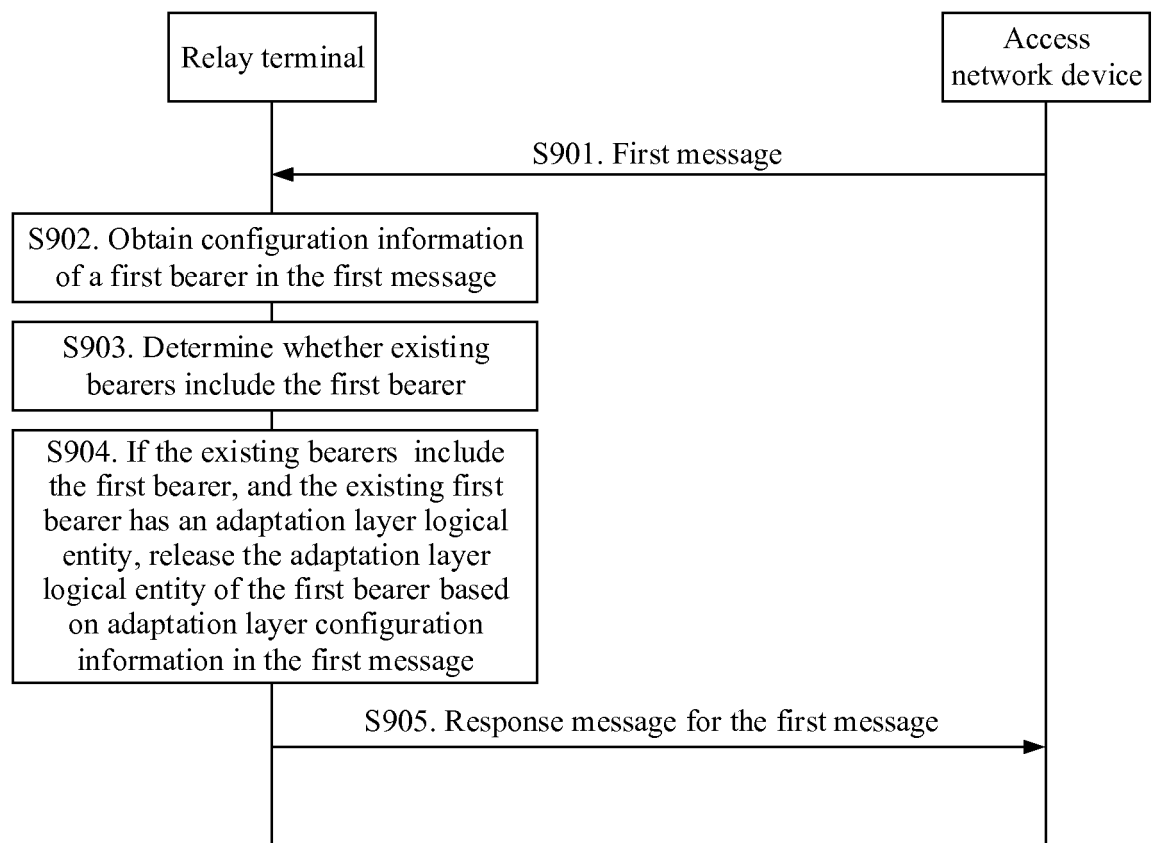 Relay terminal
Access
network device
S901. First message
S902. Obtain configuration information
of a first bearer in the first message
S903. Determine whether existing
bearers include the first bearer
S904. If the existing bearers include
the first bearer, and the existing first
bearer has an adaptation layer logical
entity, release the adaptation layer
logical entity of the first bearer based
on adaptation layer configuration
information in the first message
S905. Response message for the first message